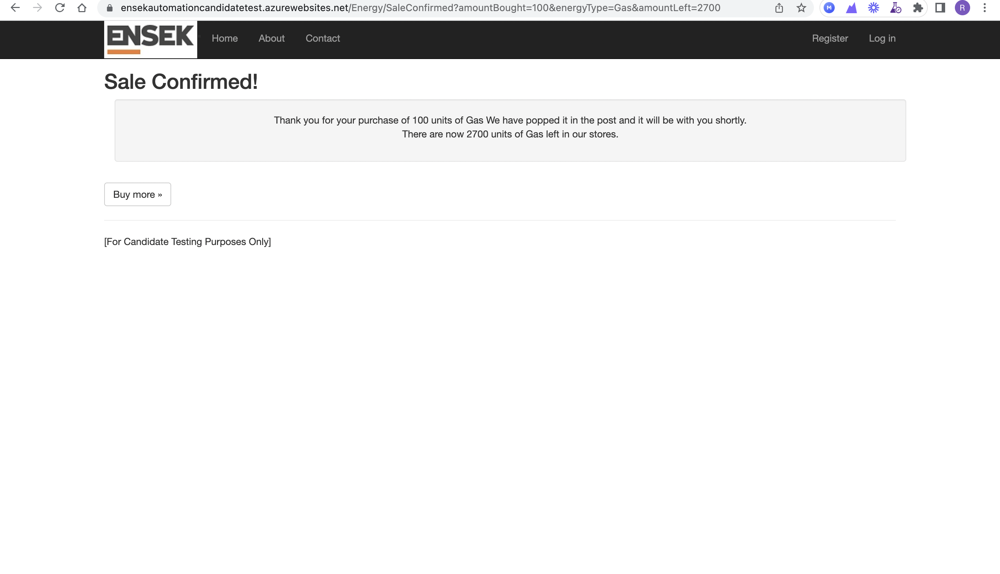 ensekautomationcandidatetest.azurewebsites.net/Energy/SaleConfirmed?amountBought=100&energyType=Gas&amountLeft=2700
M
R
ENSEK
Home About Contact Register Log in
Sale Confirmed!
Thank you for your purchase of 100 units of Gas We have popped it in the post and it will be with you shortly.
There are now 2700 units of Gas left in our stores.
Buy more »
[For Candidate Testing Purposes Only]